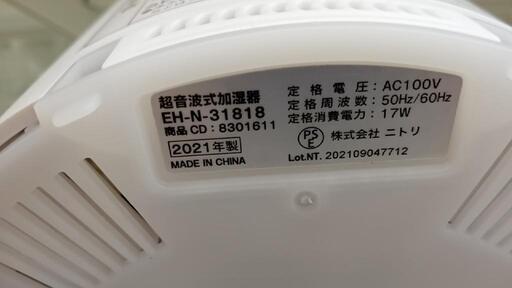 超音波式加湿器
EH-N-31818
商品CD：8301611
2021年製
MADE IN CHINA
定格電圧：AC100V
定格周波数：50Hz/60Hz
定格消費電力：17W
PSE 株式会社 ニトリ
Lot.NT. 202109047712